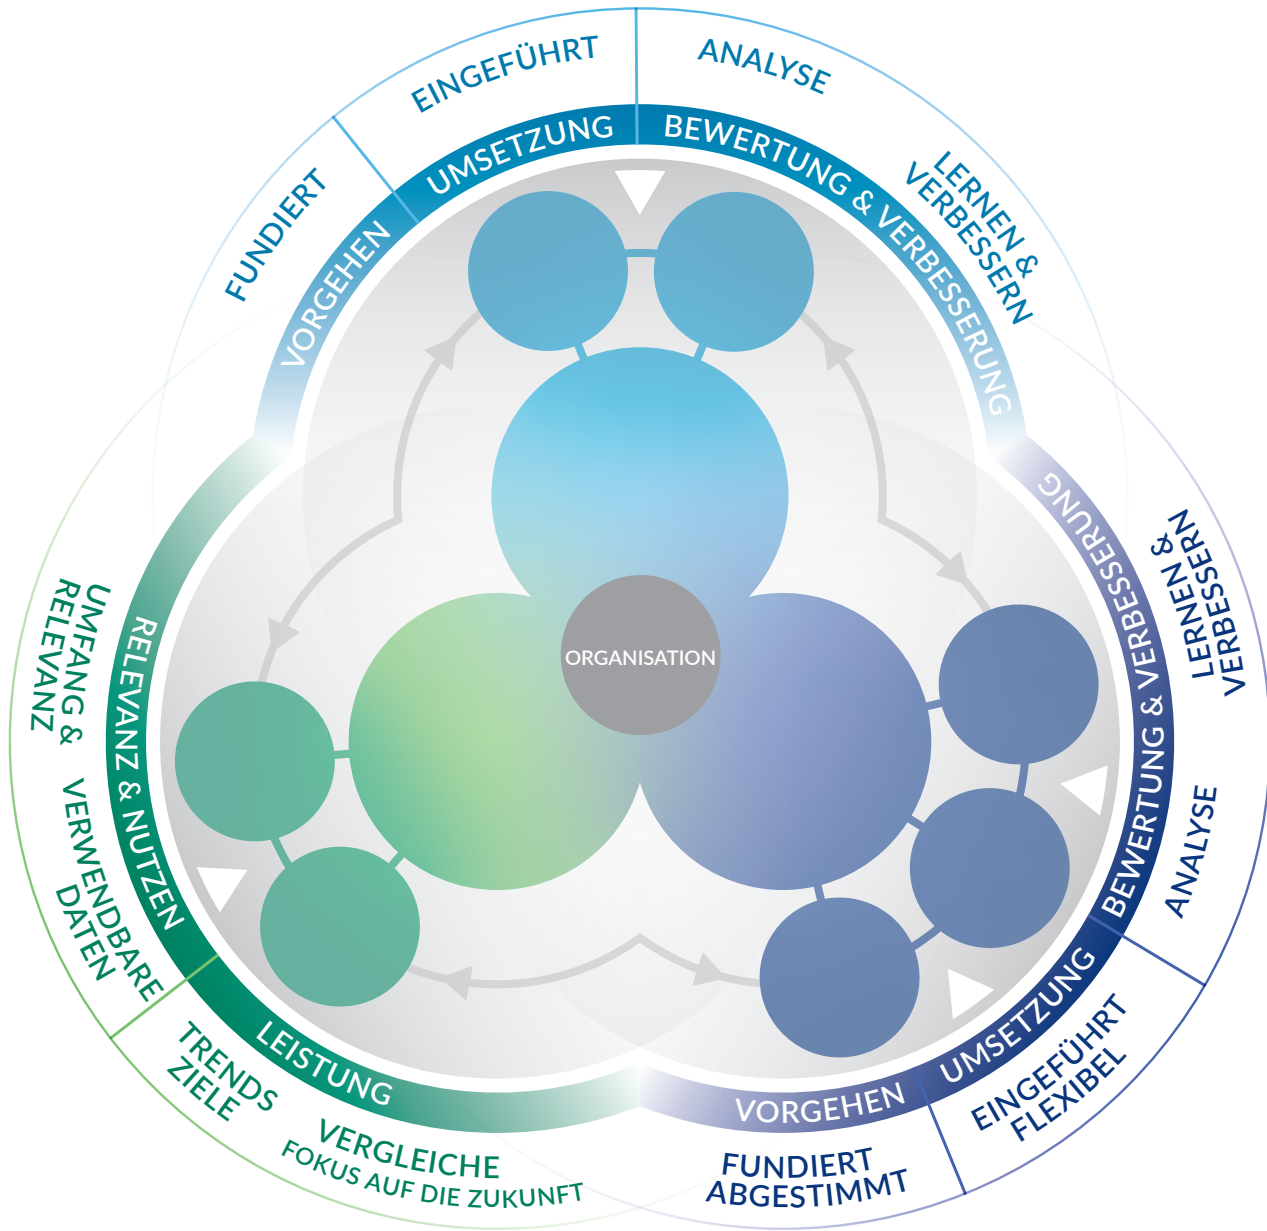 FUNDIERT
EINGEFÜHRT
ANALYSE
LERNEN &
VERBESSERN
VORGEHEN
UMSETZUNG
BEWERTUNG & VERBESSERUNG
ORGANISATION
LERNEN &
VERBESSERN
ANALYSE
BEWERTUNG & VERBESSERUNG
UMSETZUNG
EINGEFÜHRT
FLEXIBEL
VORGEHEN
FUNDIERT
ABGESTIMMT
UMFANG &
RELEVANZ
RELEVANZ & NUTZEN
VERWENDBARE
DATEN
LEISTUNG
TRENDS
ZIELE
VERGLEICHE
FOKUS AUF DIE ZUKUNFT